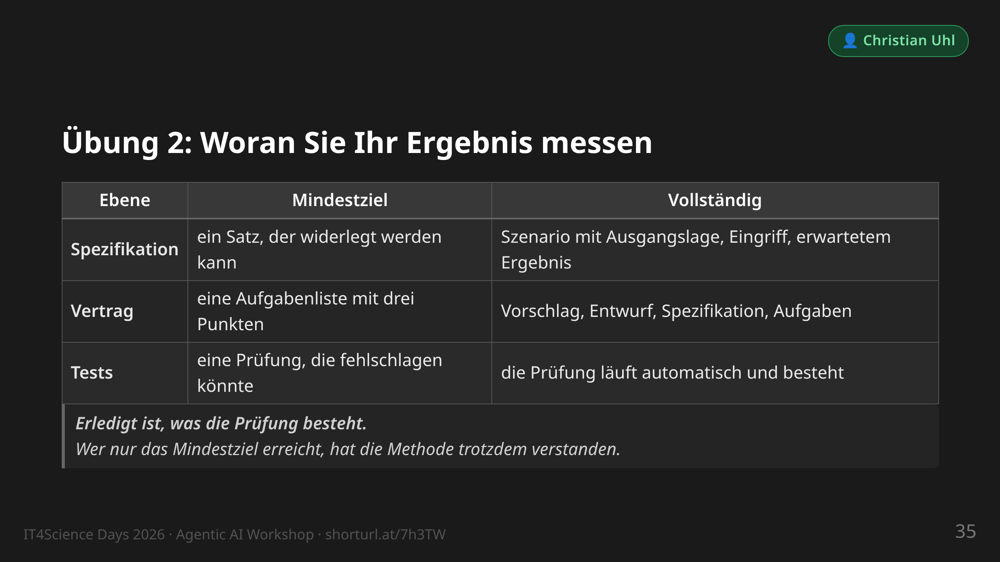 Christian Uhl
Übung 2: Woran Sie Ihr Ergebnis messen
Ebene
Mindestziel
Vollständig
Spezifikation
ein Satz, der widerlegt werden
kann
Szenario mit Ausgangslage, Eingriff, erwartetem
Ergebnis
Vertrag
eine Aufgabenliste mit drei
Punkten
Vorschlag, Entwurf, Spezifikation, Aufgaben
Tests
eine Prüfung, die fehlschlagen
könnte
die Prüfung läuft automatisch und besteht
Erledigt ist, was die Prüfung besteht.
Wer nur das Mindestziel erreicht, hat die Methode trotzdem verstanden.
IT4Science Days 2026 · Agentic AI Workshop · shorturl.at/7h3TW
35